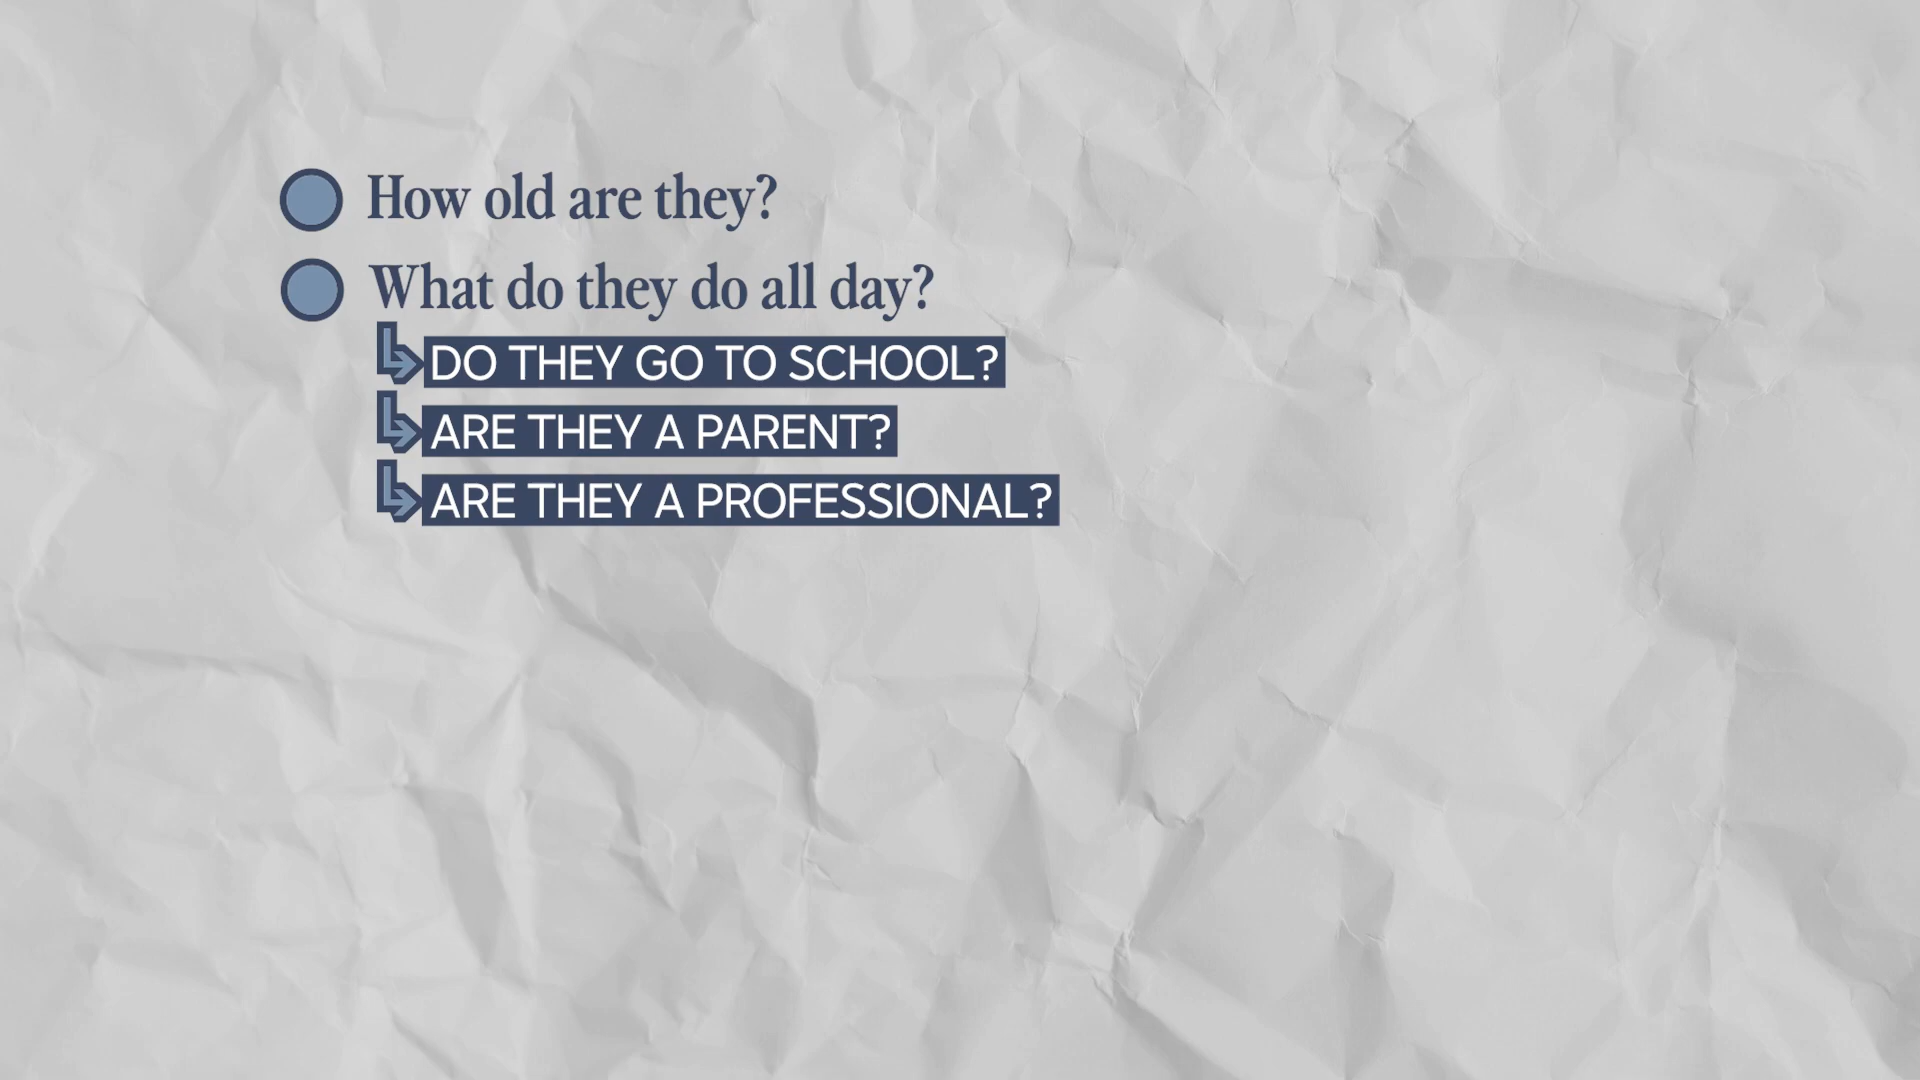 How old are they?
What do they do all day?
DO THEY GO TO SCHOOL?
ARE THEY A PARENT?
ARE THEY A PROFESSIONAL?